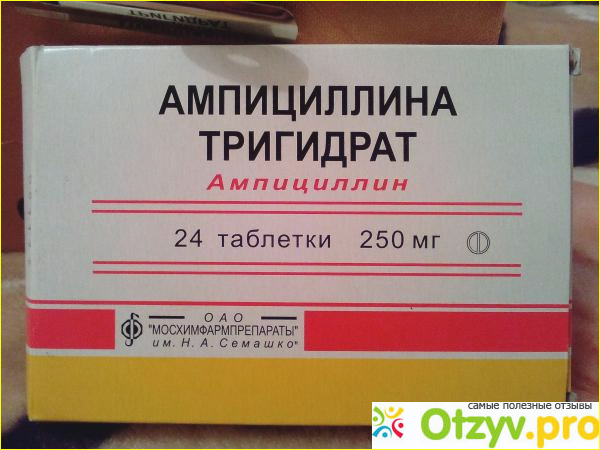 АМПИЦИЛЛИНА
ТРИГИДРАТ
Ампициллин
24 таблетки 250 мг
ОАО
"МОСХИМФАРМПРЕПАРАТЫ"
им. Н. А. Семашко"
самые полезные отзывы
Otzyv.pro